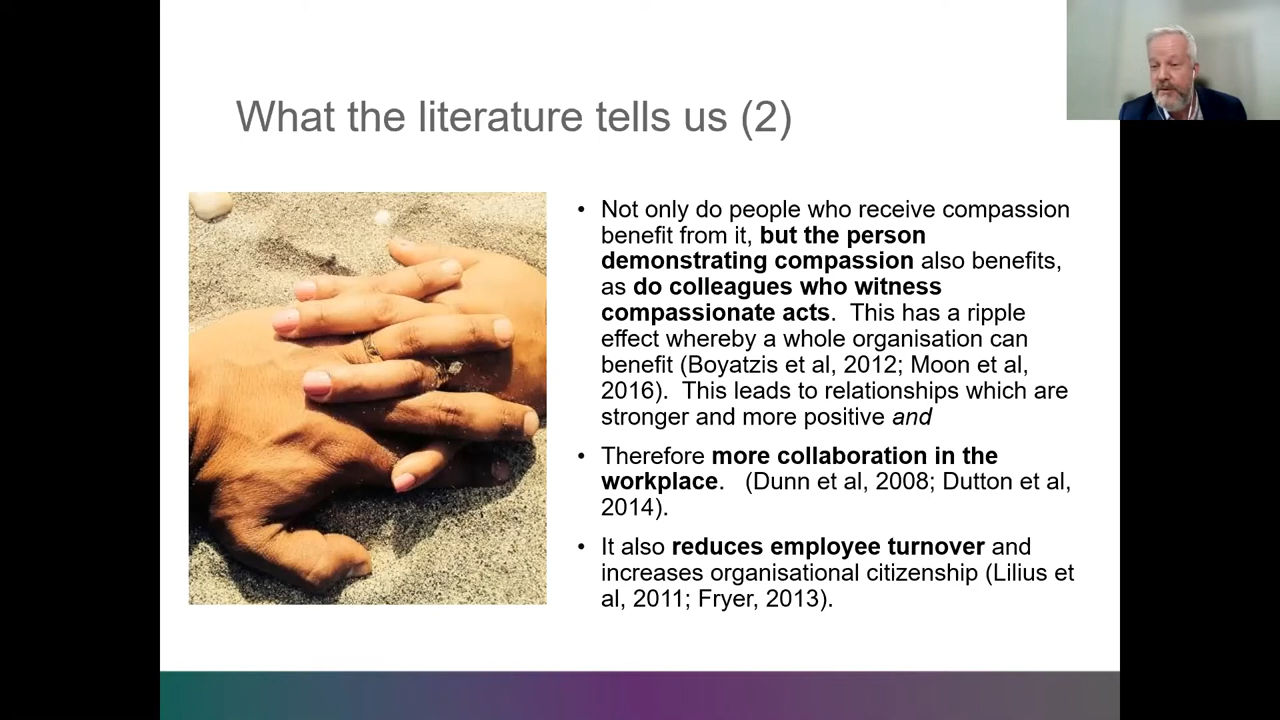 What the literature tells us (2)
• Not only do people who receive compassion
benefit from it, but the person
demonstrating compassion also benefits,
as do colleagues who witness
compassionate acts.  This has a ripple
effect whereby a whole organisation can
benefit (Boyatzis et al, 2012; Moon et al,
2016).  This leads to relationships which are
stronger and more positive and
• Therefore more collaboration in the
workplace.   (Dunn et al, 2008; Dutton et al,
2014).
• It also reduces employee turnover and
increases organisational citizenship (Lilius et
al, 2011; Fryer, 2013).